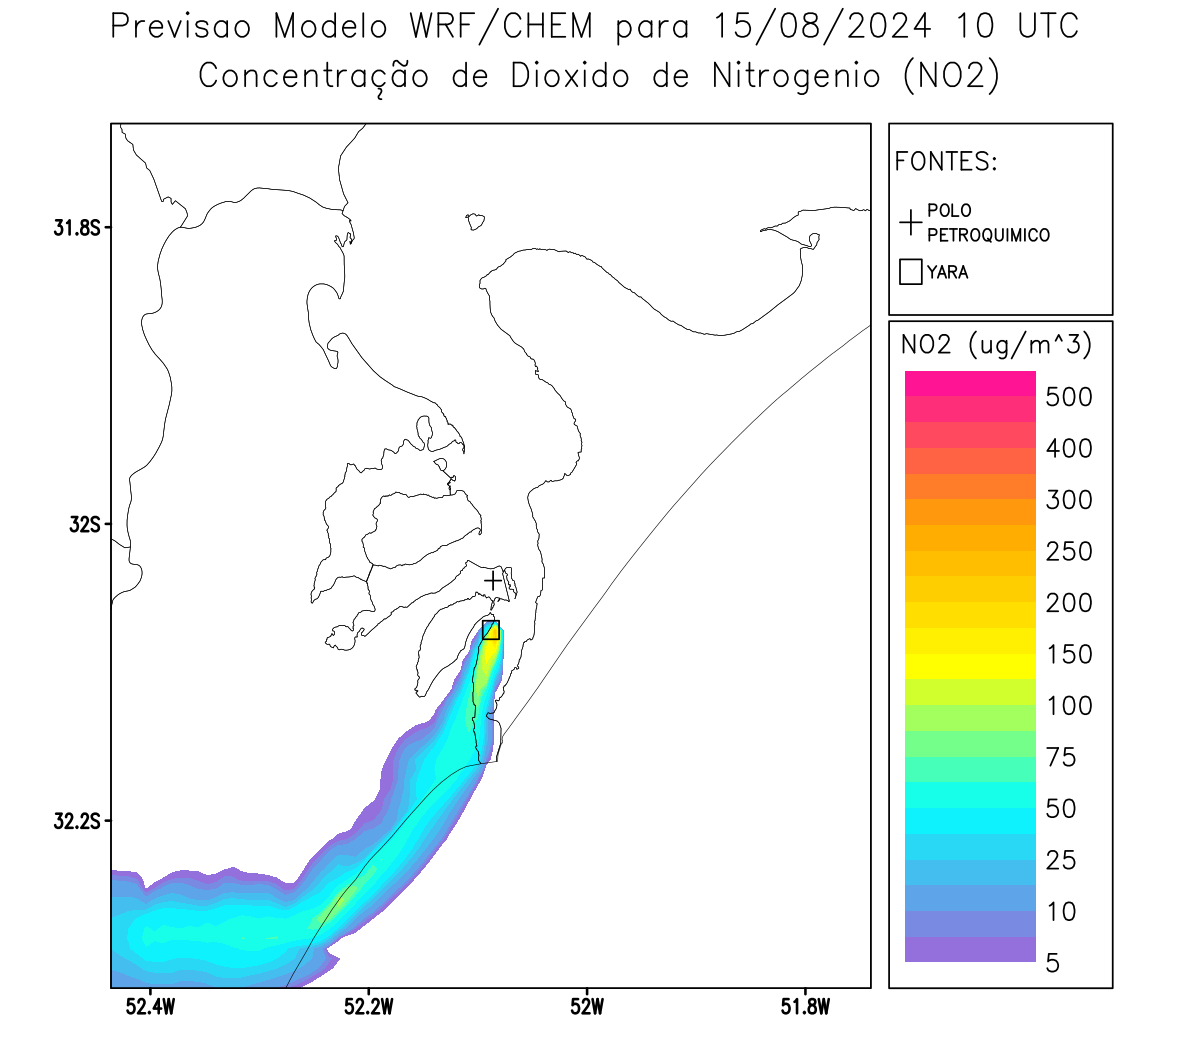 Previsao Modelo WRF/CHEM para 15/08/2024 10 UTC
Concentração de Dioxido de Nitrogenio (NO2)
FONTES:
POLO
PETROQUIMICO
YARA
NO2 (ug/m^3)
500
400
300
250
200
150
100
75
50
25
10
5
31.8S
32S
32.2S
52.4W
52.2W
52W
51.8W